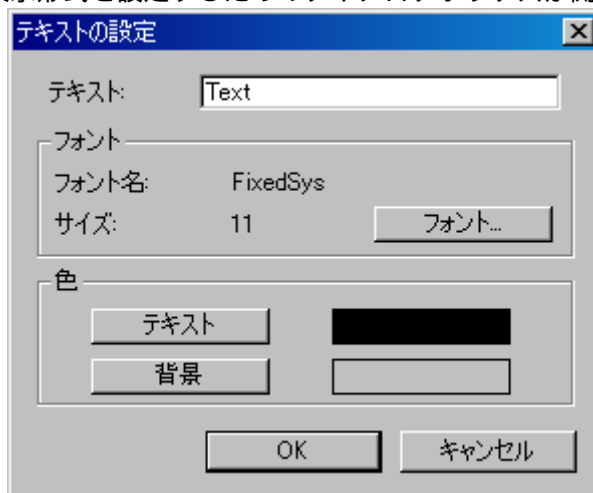 テキストの設定
テキスト: Text
フォント
フォント名: FixedSys
サイズ: 11 フォント...
色
テキスト
背景
OK キャンセル